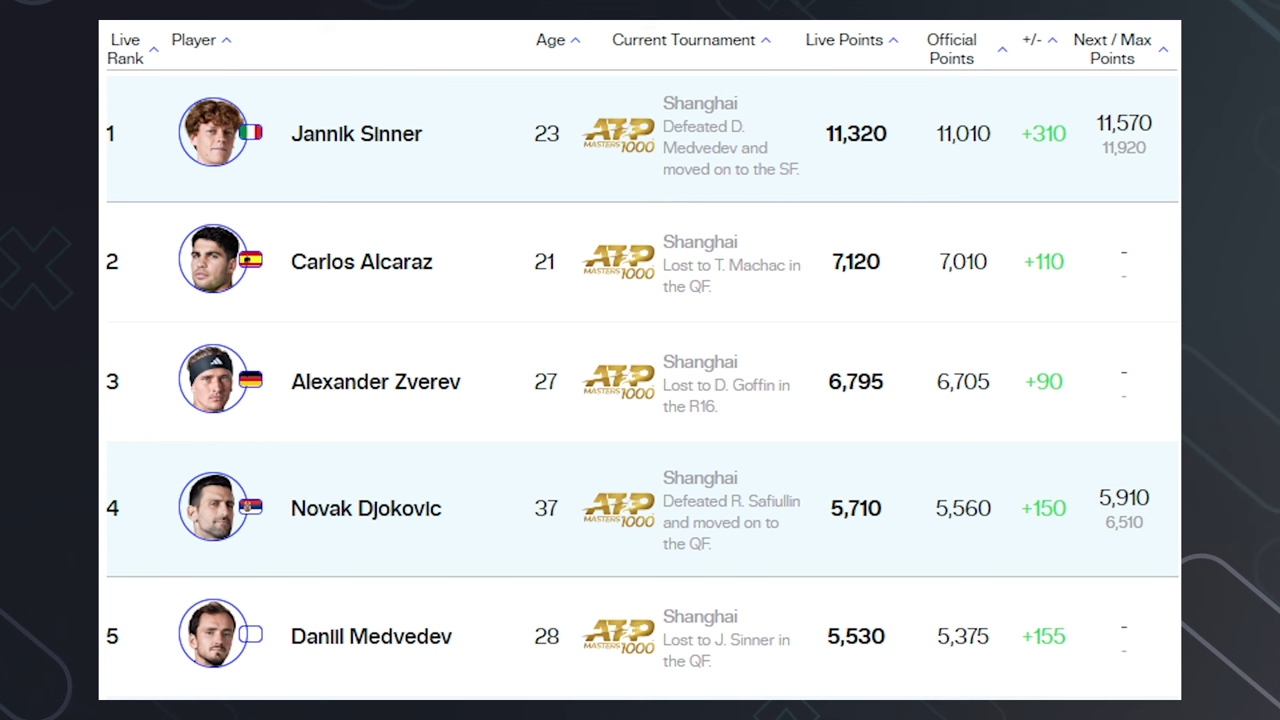 Live Rank Player Age Current Tournament Live Points Official Points +/- Next / Max Points
1 Jannik Sinner 23 ATP MASTERS 1000 Shanghai 11,320 11,010 +310 11,570
Defeated D. 11,920
Medvedev and
moved on to the SF.
2 Carlos Alcaraz 21 ATP MASTERS 1000 Shanghai 7,120 7,010 +110 -
Lost to T. Machac in -
the QF.
3 Alexander Zverev 27 ATP MASTERS 1000 Shanghai 6,795 6,705 +90 -
Lost to D. Goffin in -
the R16.
4 Novak Djokovic 37 ATP MASTERS 1000 Shanghai 5,710 5,560 +150 5,910
Defeated R. Safiullin 6,510
and moved on to
the QF.
5 Daniil Medvedev 28 ATP MASTERS 1000 Shanghai 5,530 5,375 +155 -
Lost to J. Sinner in -
the QF.